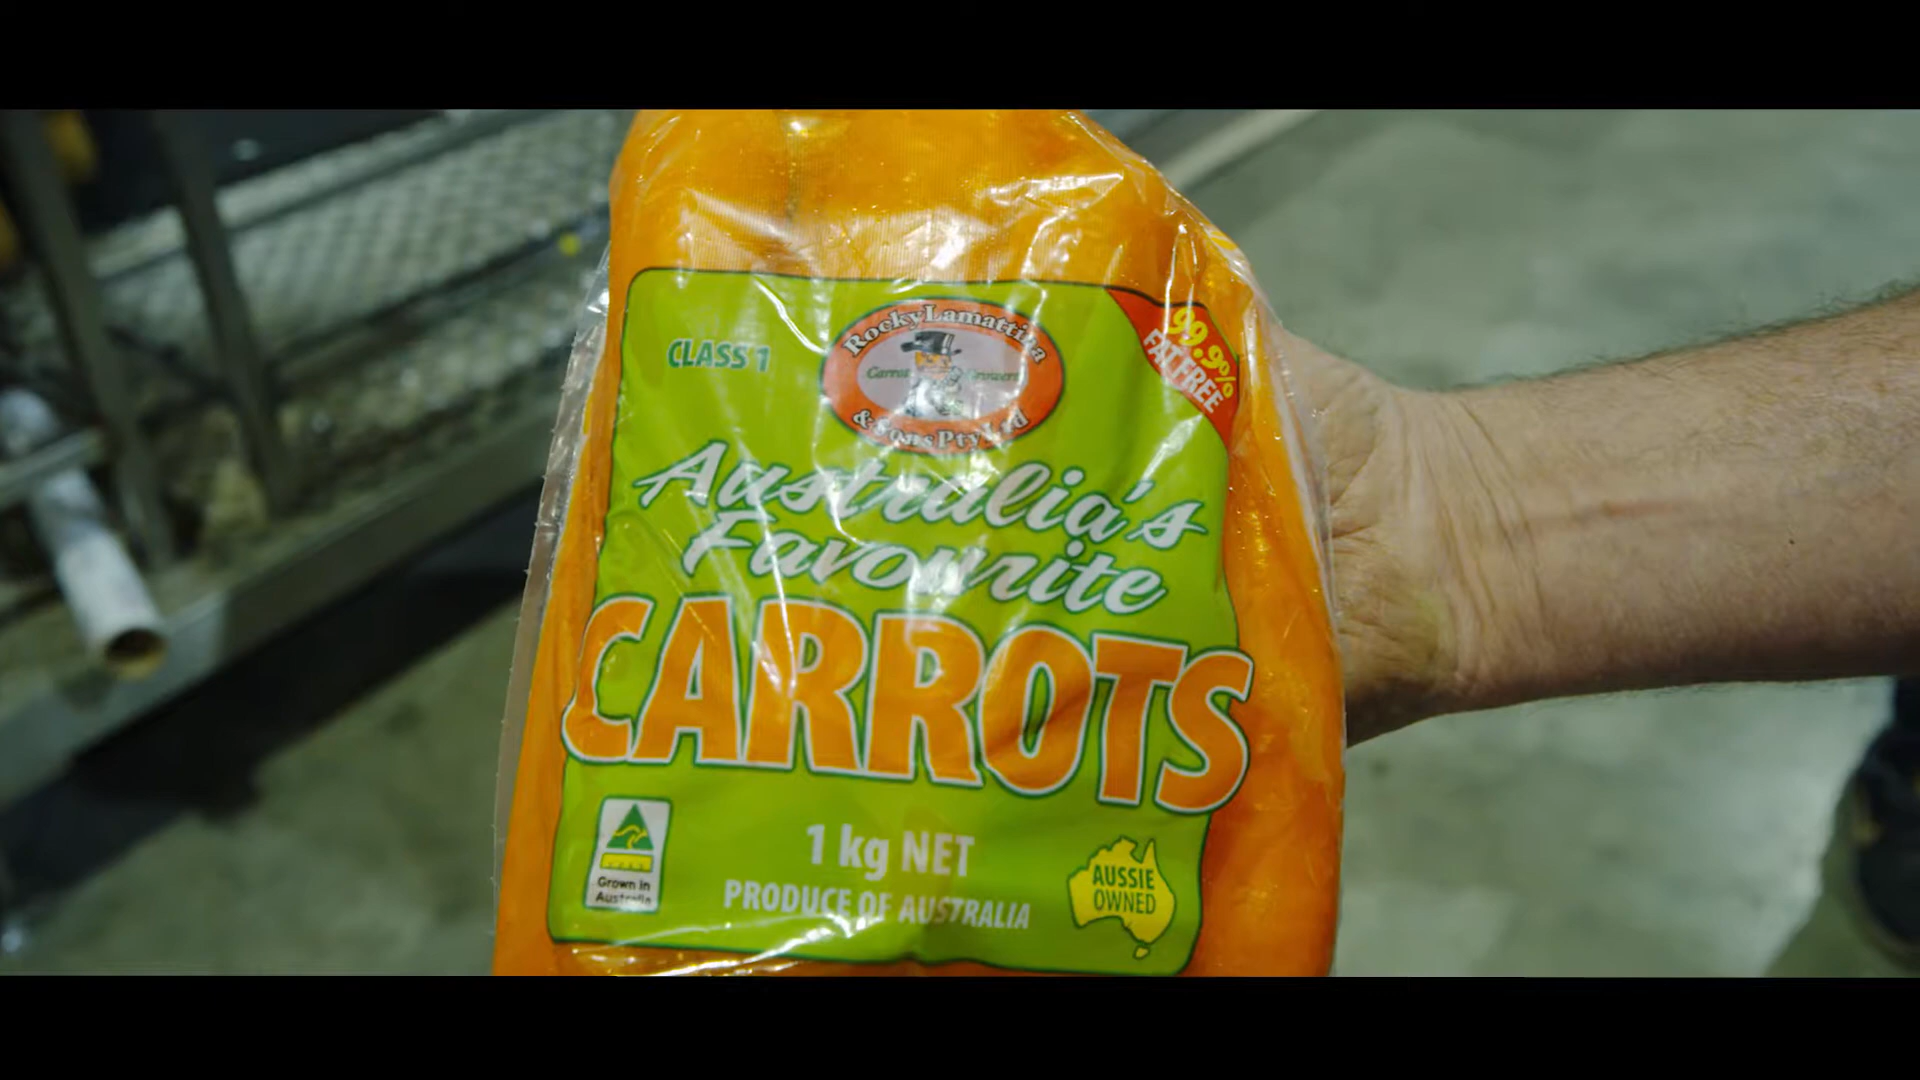 CLASS 1
Rocky Lamattina
Carrot Growers
& Sons Pty Ltd
99.9%
FAT FREE
Australia's
Favourite
CARROTS
Grown in
Australia
1 kg NET
PRODUCE OF AUSTRALIA
AUSSIE
OWNED